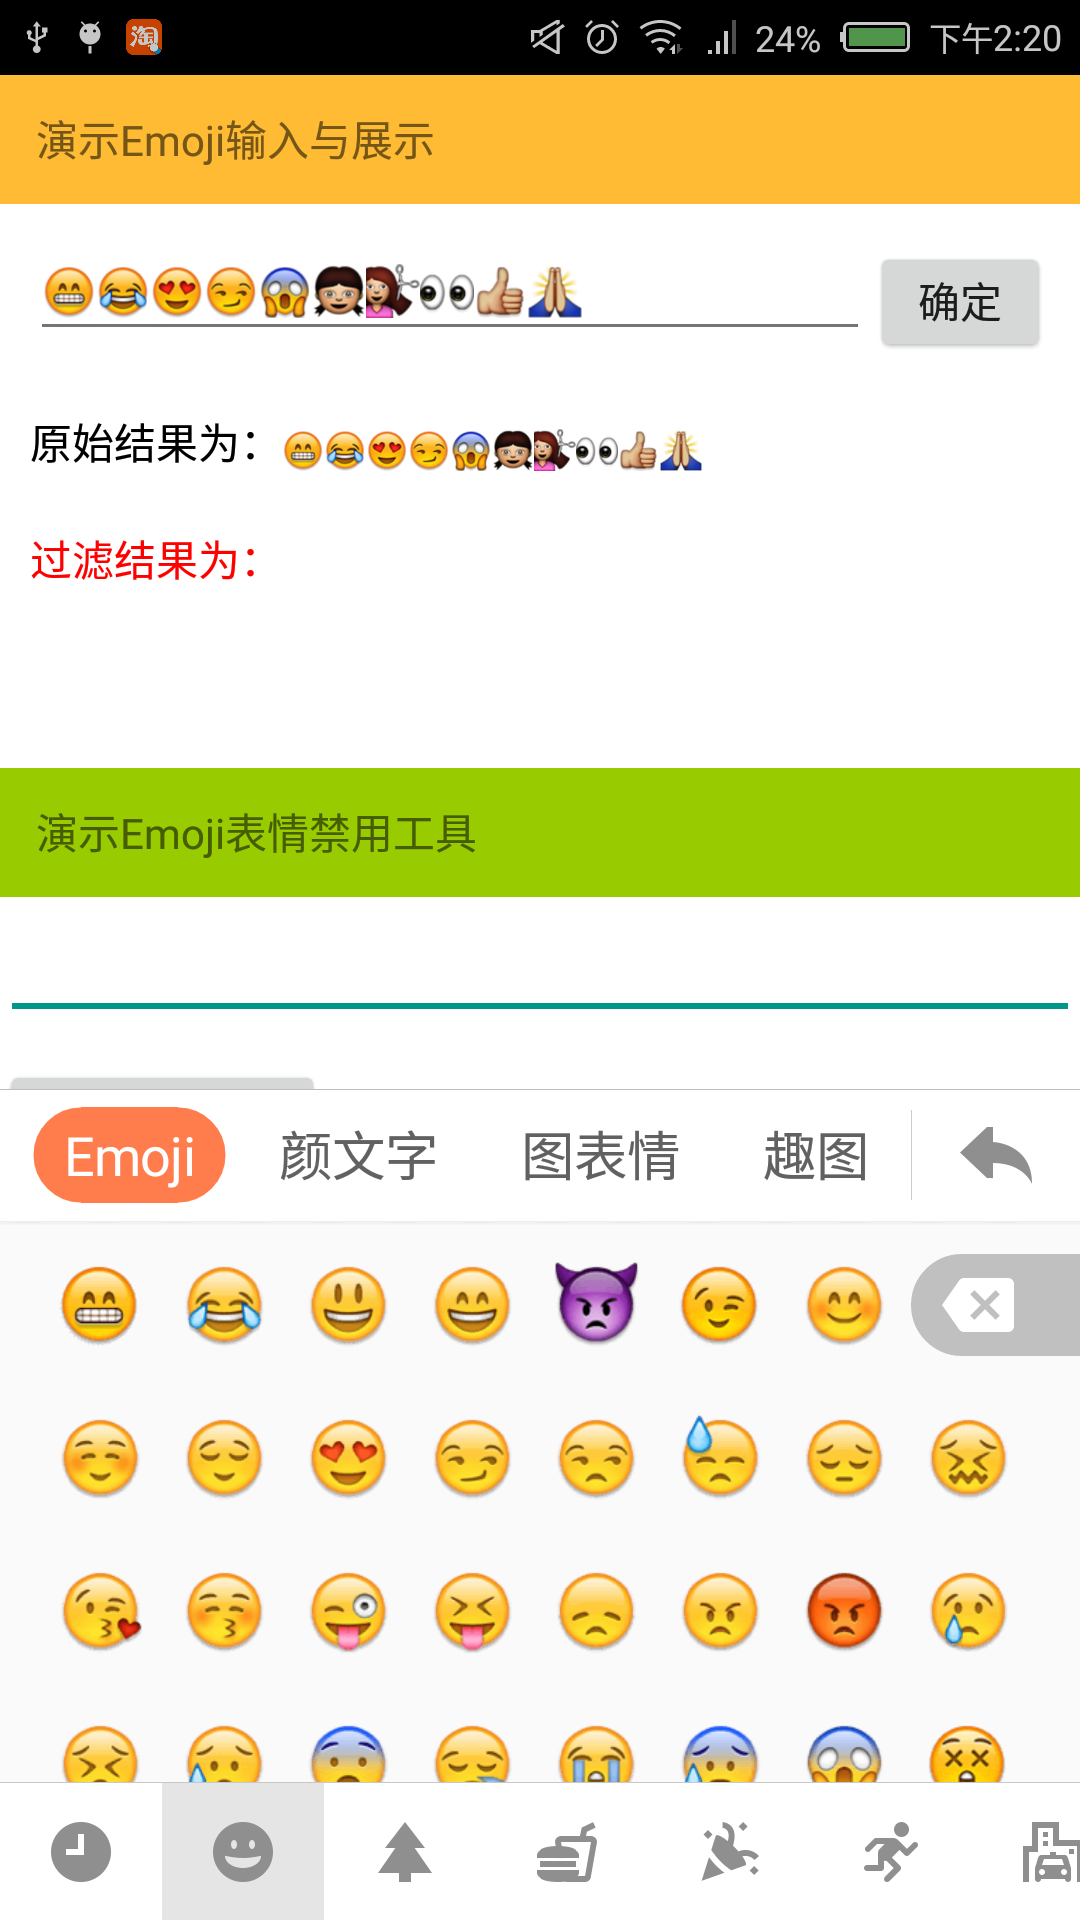 淘 24% 下午2:20
演示Emoji输入与展示
😁😂😍😏😱👧💇👀👍🙏 确定
原始结果为：😁😂😍😏😱👧💇👀👍🙏
过滤结果为：
演示Emoji表情禁用工具
Emoji 颜文字 图表情 趣图